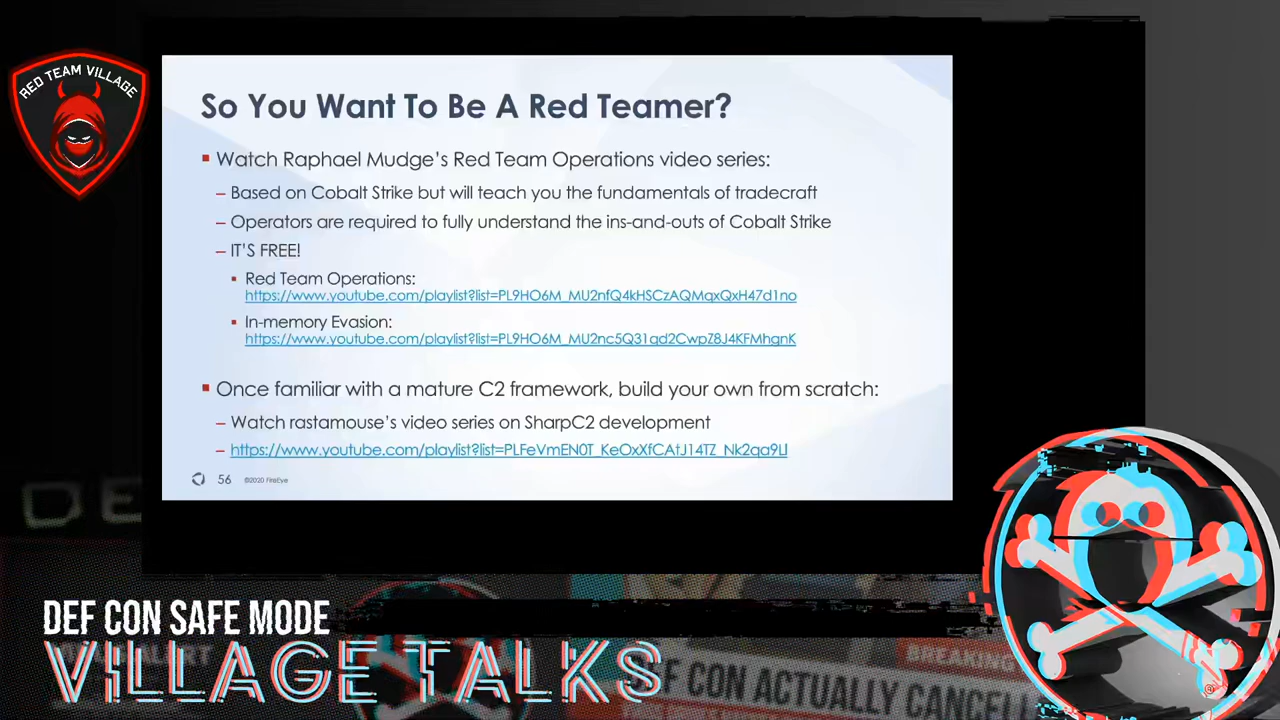 RED TEAM VILLAGE
So You Want To Be A Red Teamer?
▪ Watch Raphael Mudge's Red Team Operations video series:
– Based on Cobalt Strike but will teach you the fundamentals of tradecraft
– Operators are required to fully understand the ins-and-outs of Cobalt Strike
– IT'S FREE!
▪ Red Team Operations:
https://www.youtube.com/playlist?list=PL9HO6M_MU2nfQ4kHSCzAQMqxQxH47d1no
▪ In-memory Evasion:
https://www.youtube.com/playlist?list=PL9HO6M_MU2nc5Q31qd2CwpZ8J4KFMhgnK
▪ Once familiar with a mature C2 framework, build your own from scratch:
– Watch rastamouse's video series on SharpC2 development
– https://www.youtube.com/playlist?list=PLFeVmEN0T_KeOxXfCAtJ14TZ_Nk2qa9LI
56 ©2020 FireEye
DEF CON SAFE MODE
VILLAGE TALKS
BREAKIN
DEF CON ACTUALLY CANCEL